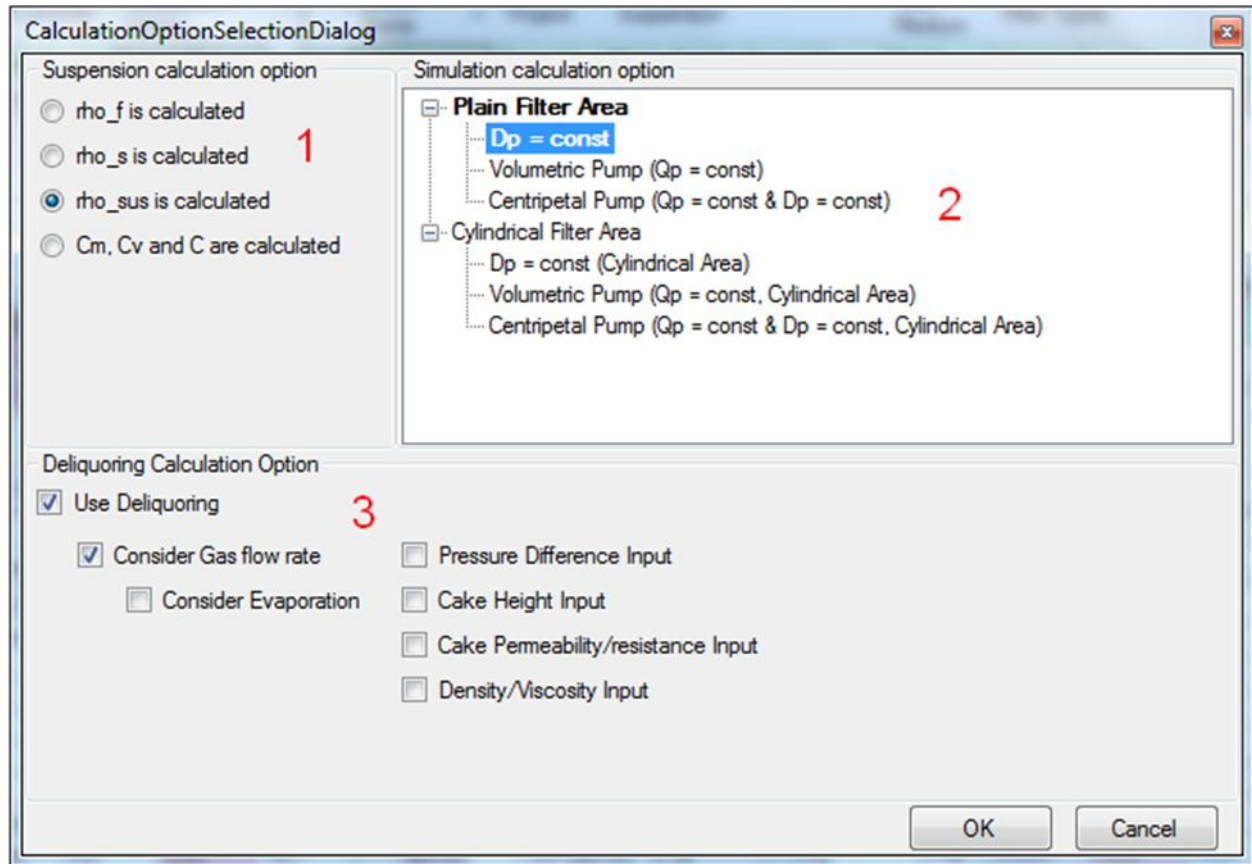 CalculationOptionSelectionDialog
Suspension calculation option
rho_f is calculated
rho_s is calculated
rho_sus is calculated
Cm, Cv and C are calculated
1
Simulation calculation option
Plain Filter Area
Dp = const
Volumetric Pump (Qp = const)
Centripetal Pump (Qp = const & Dp = const)
2
Cylindrical Filter Area
Dp = const (Cylindrical Area)
Volumetric Pump (Qp = const, Cylindrical Area)
Centripetal Pump (Qp = const & Dp = const, Cylindrical Area)
Deliquoring Calculation Option
Use Deliquoring
3
Consider Gas flow rate
Consider Evaporation
Pressure Difference Input
Cake Height Input
Cake Permeability/resistance Input
Density/Viscosity Input
OK
Cancel